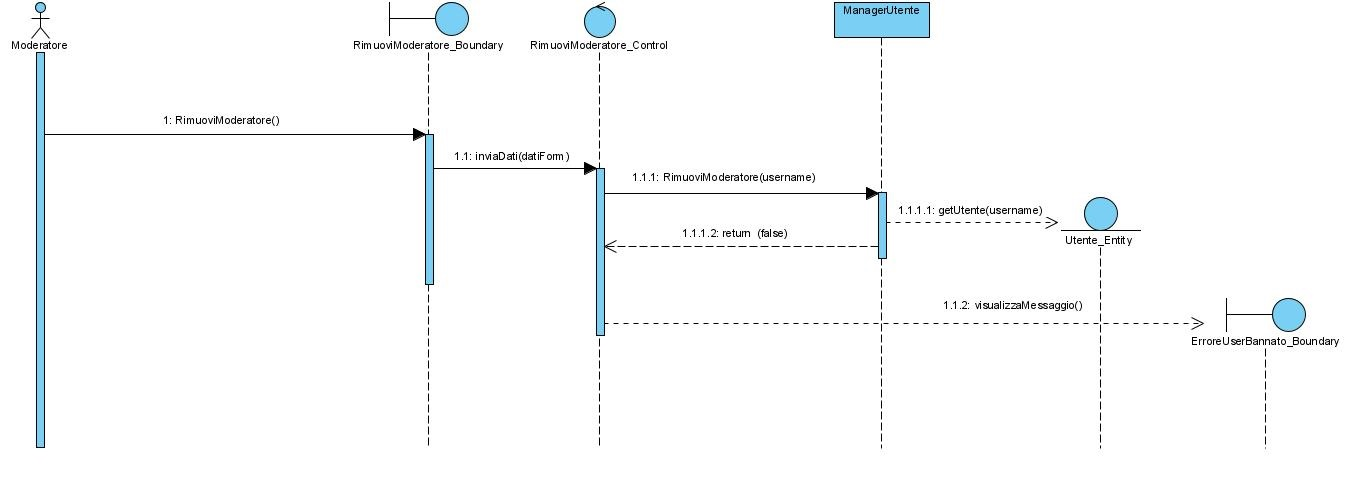 ManagerUtente
Moderatore
RimuoviModeratore_Boundary
RimuoviModeratore_Control
1: RimuoviModeratore()
1.1: inviaDati(datiForm)
1.1.1: RimuoviModeratore(username)
1.1.1.1: getUtente(username)
1.1.1.2: return (false)
Utente_Entity
1.1.2: visualizzaMessaggio()
ErroreUserBannato_Boundary